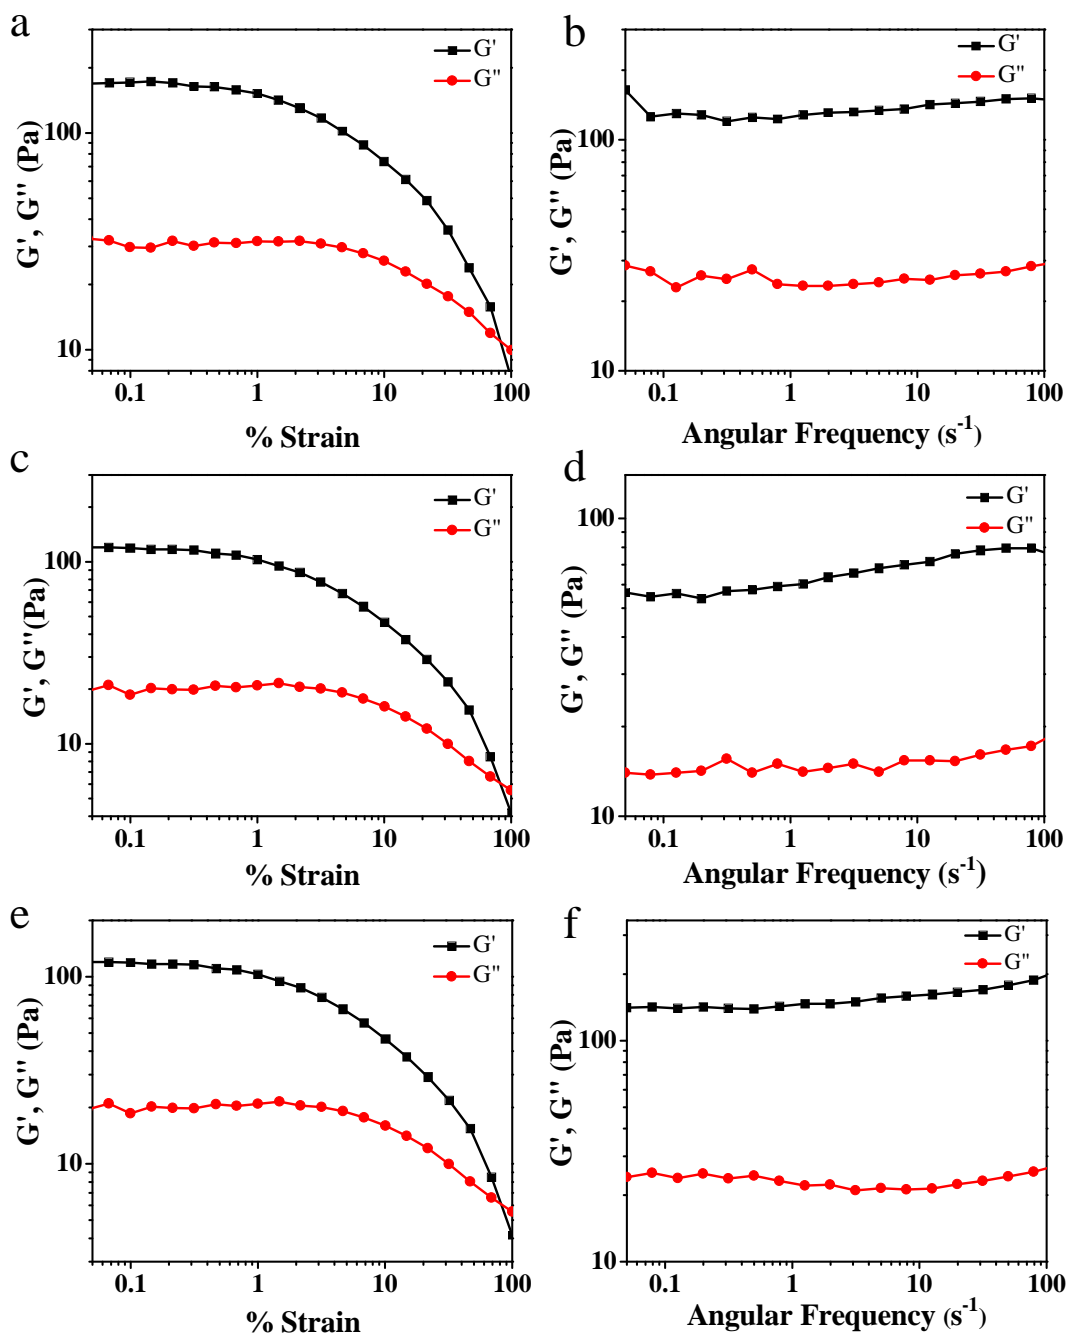 a
G'
G"
100
10
G', G" (Pa)
0.1 1 10 100
% Strain
b
G'
G"
100
10
G', G" (Pa)
0.1 1 10 100
Angular Frequency (s⁻¹)
c
G'
G"
100
10
G', G"(Pa)
0.1 1 10 100
% Strain
d
G'
G"
100
10
G', G" (Pa)
0.1 1 10 100
Angular Frequency (s⁻¹)
e
G'
G"
100
10
G', G" (Pa)
0.1 1 10 100
% Strain
f
G'
G"
100
10
G', G" (Pa)
0.1 1 10 100
Angular Frequency (s⁻¹)